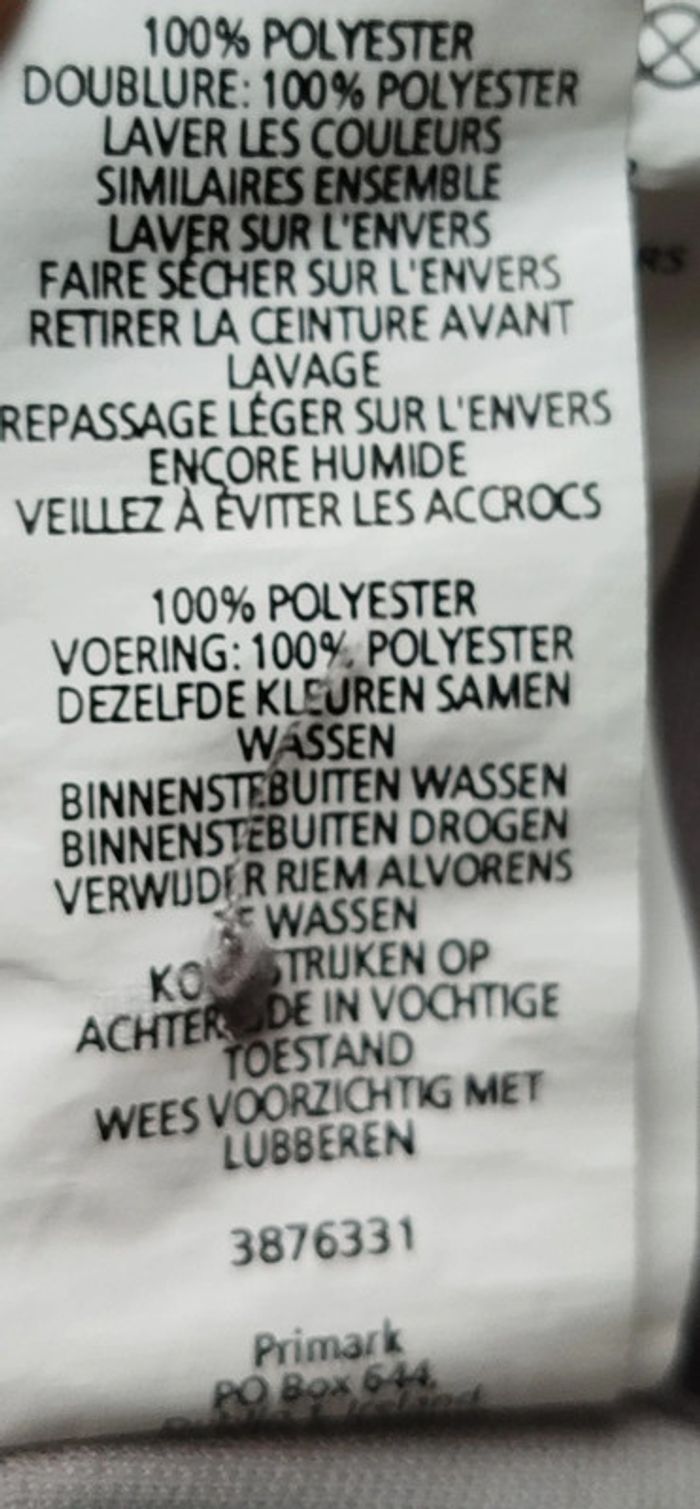 100% POLYESTER
DOUBLURE: 100% POLYESTER
LAVER LES COULEURS
SIMILAIRES ENSEMBLE
LAVER SUR L'ENVERS
FAIRE SÉCHER SUR L'ENVERS
RETIRER LA CEINTURE AVANT
LAVAGE
REPASSAGE LÉGER SUR L'ENVERS
ENCORE HUMIDE
VEILLEZ À ÉVITER LES ACCROCS
100% POLYESTER
VOERING: 100% POLYESTER
DEZELFDE KLEUREN SAMEN
WASSEN
BINNENSTEBUITEN WASSEN
BINNENSTEBUITEN DROGEN
VERWIJDER RIEM ALVORENS
WASSEN
OP
IN VOCHTIGE
TOESTAND
WEES VOORZICHTIG MET
LUBBEREN
3876331
Primark
PO Box 644,